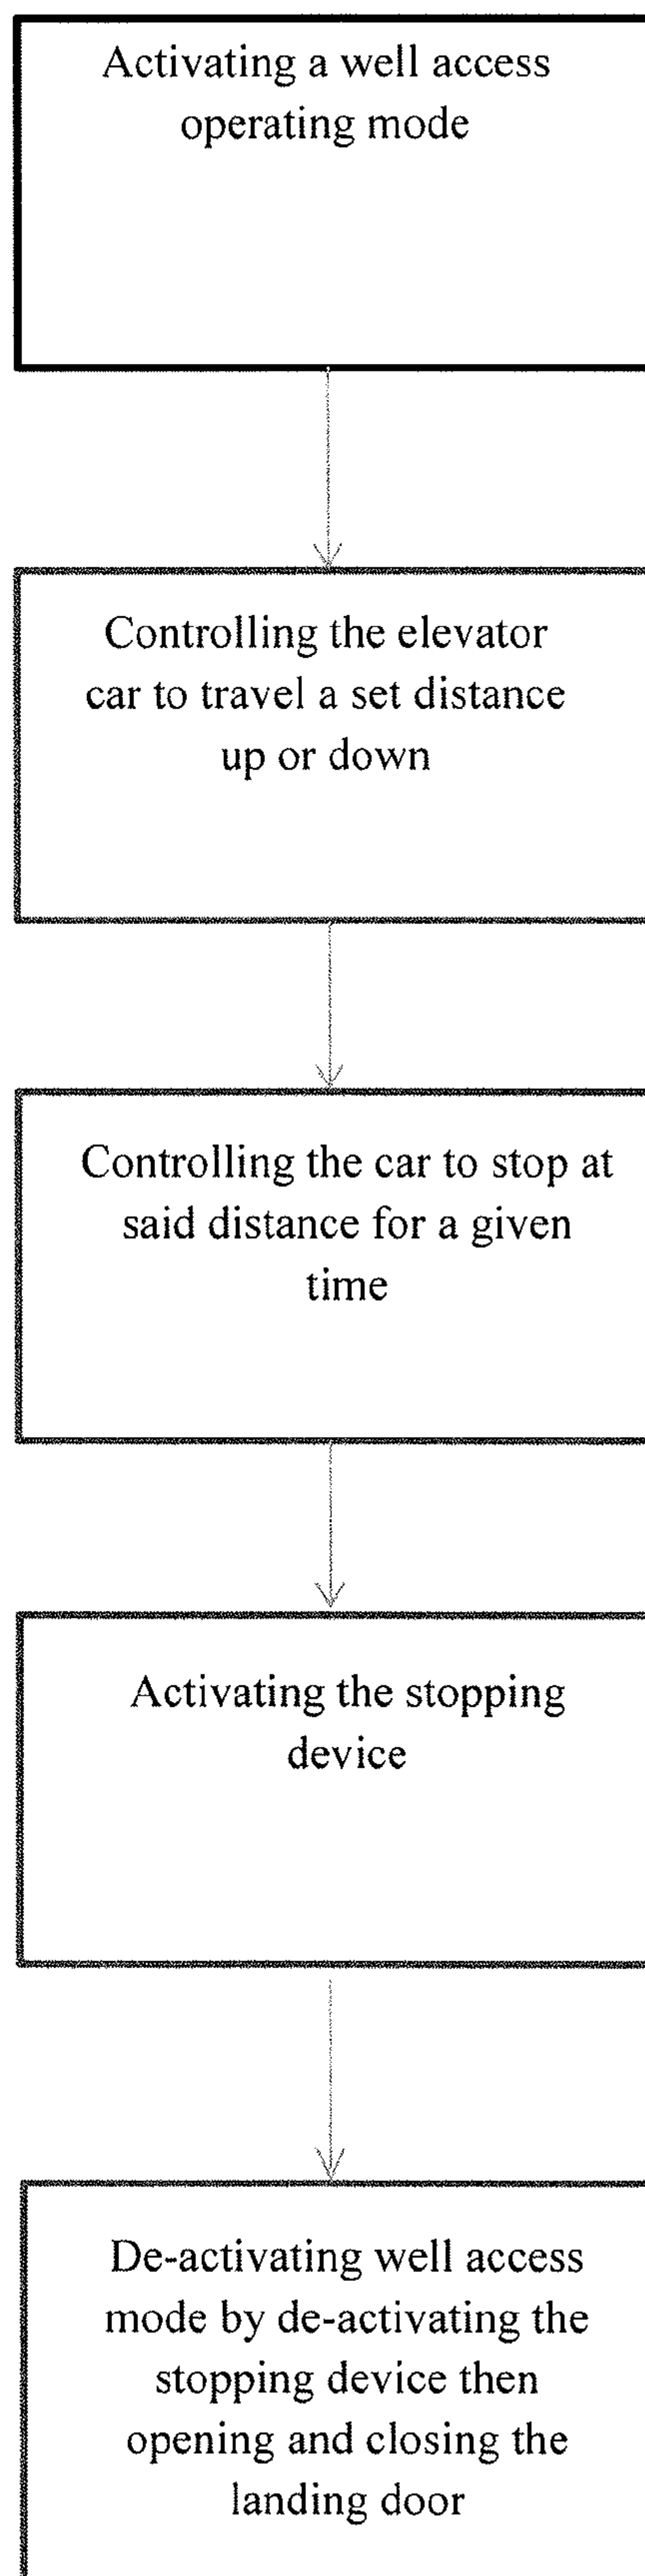 Activating a well access
operating mode
Controlling the elevator
car to travel a set distance
up or down
Controlling the car to stop at
said distance for a given
time
Activating the stopping
device
De-activating well access
mode by de-activating the
stopping device then
opening and closing the
landing door